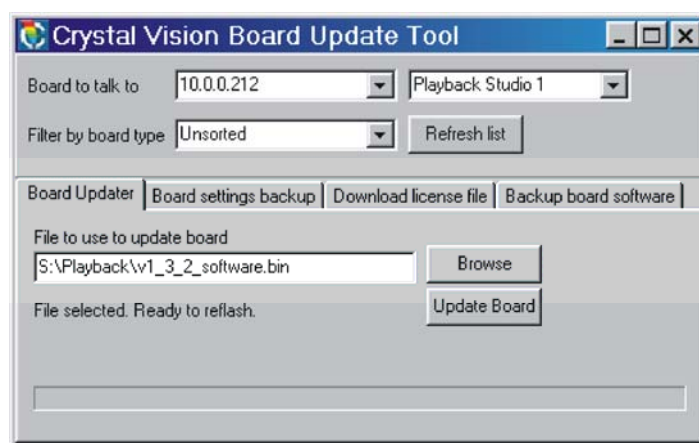 Crystal Vision Board Update Tool
Board to talk to 10.0.0.212 Playback Studio 1
Filter by board type Unsorted Refresh list
Board Updater Board settings backup Download license file Backup board software
File to use to update board
S:\Playback\v1_3_2_software.bin Browse
File selected. Ready to reflash. Update Board